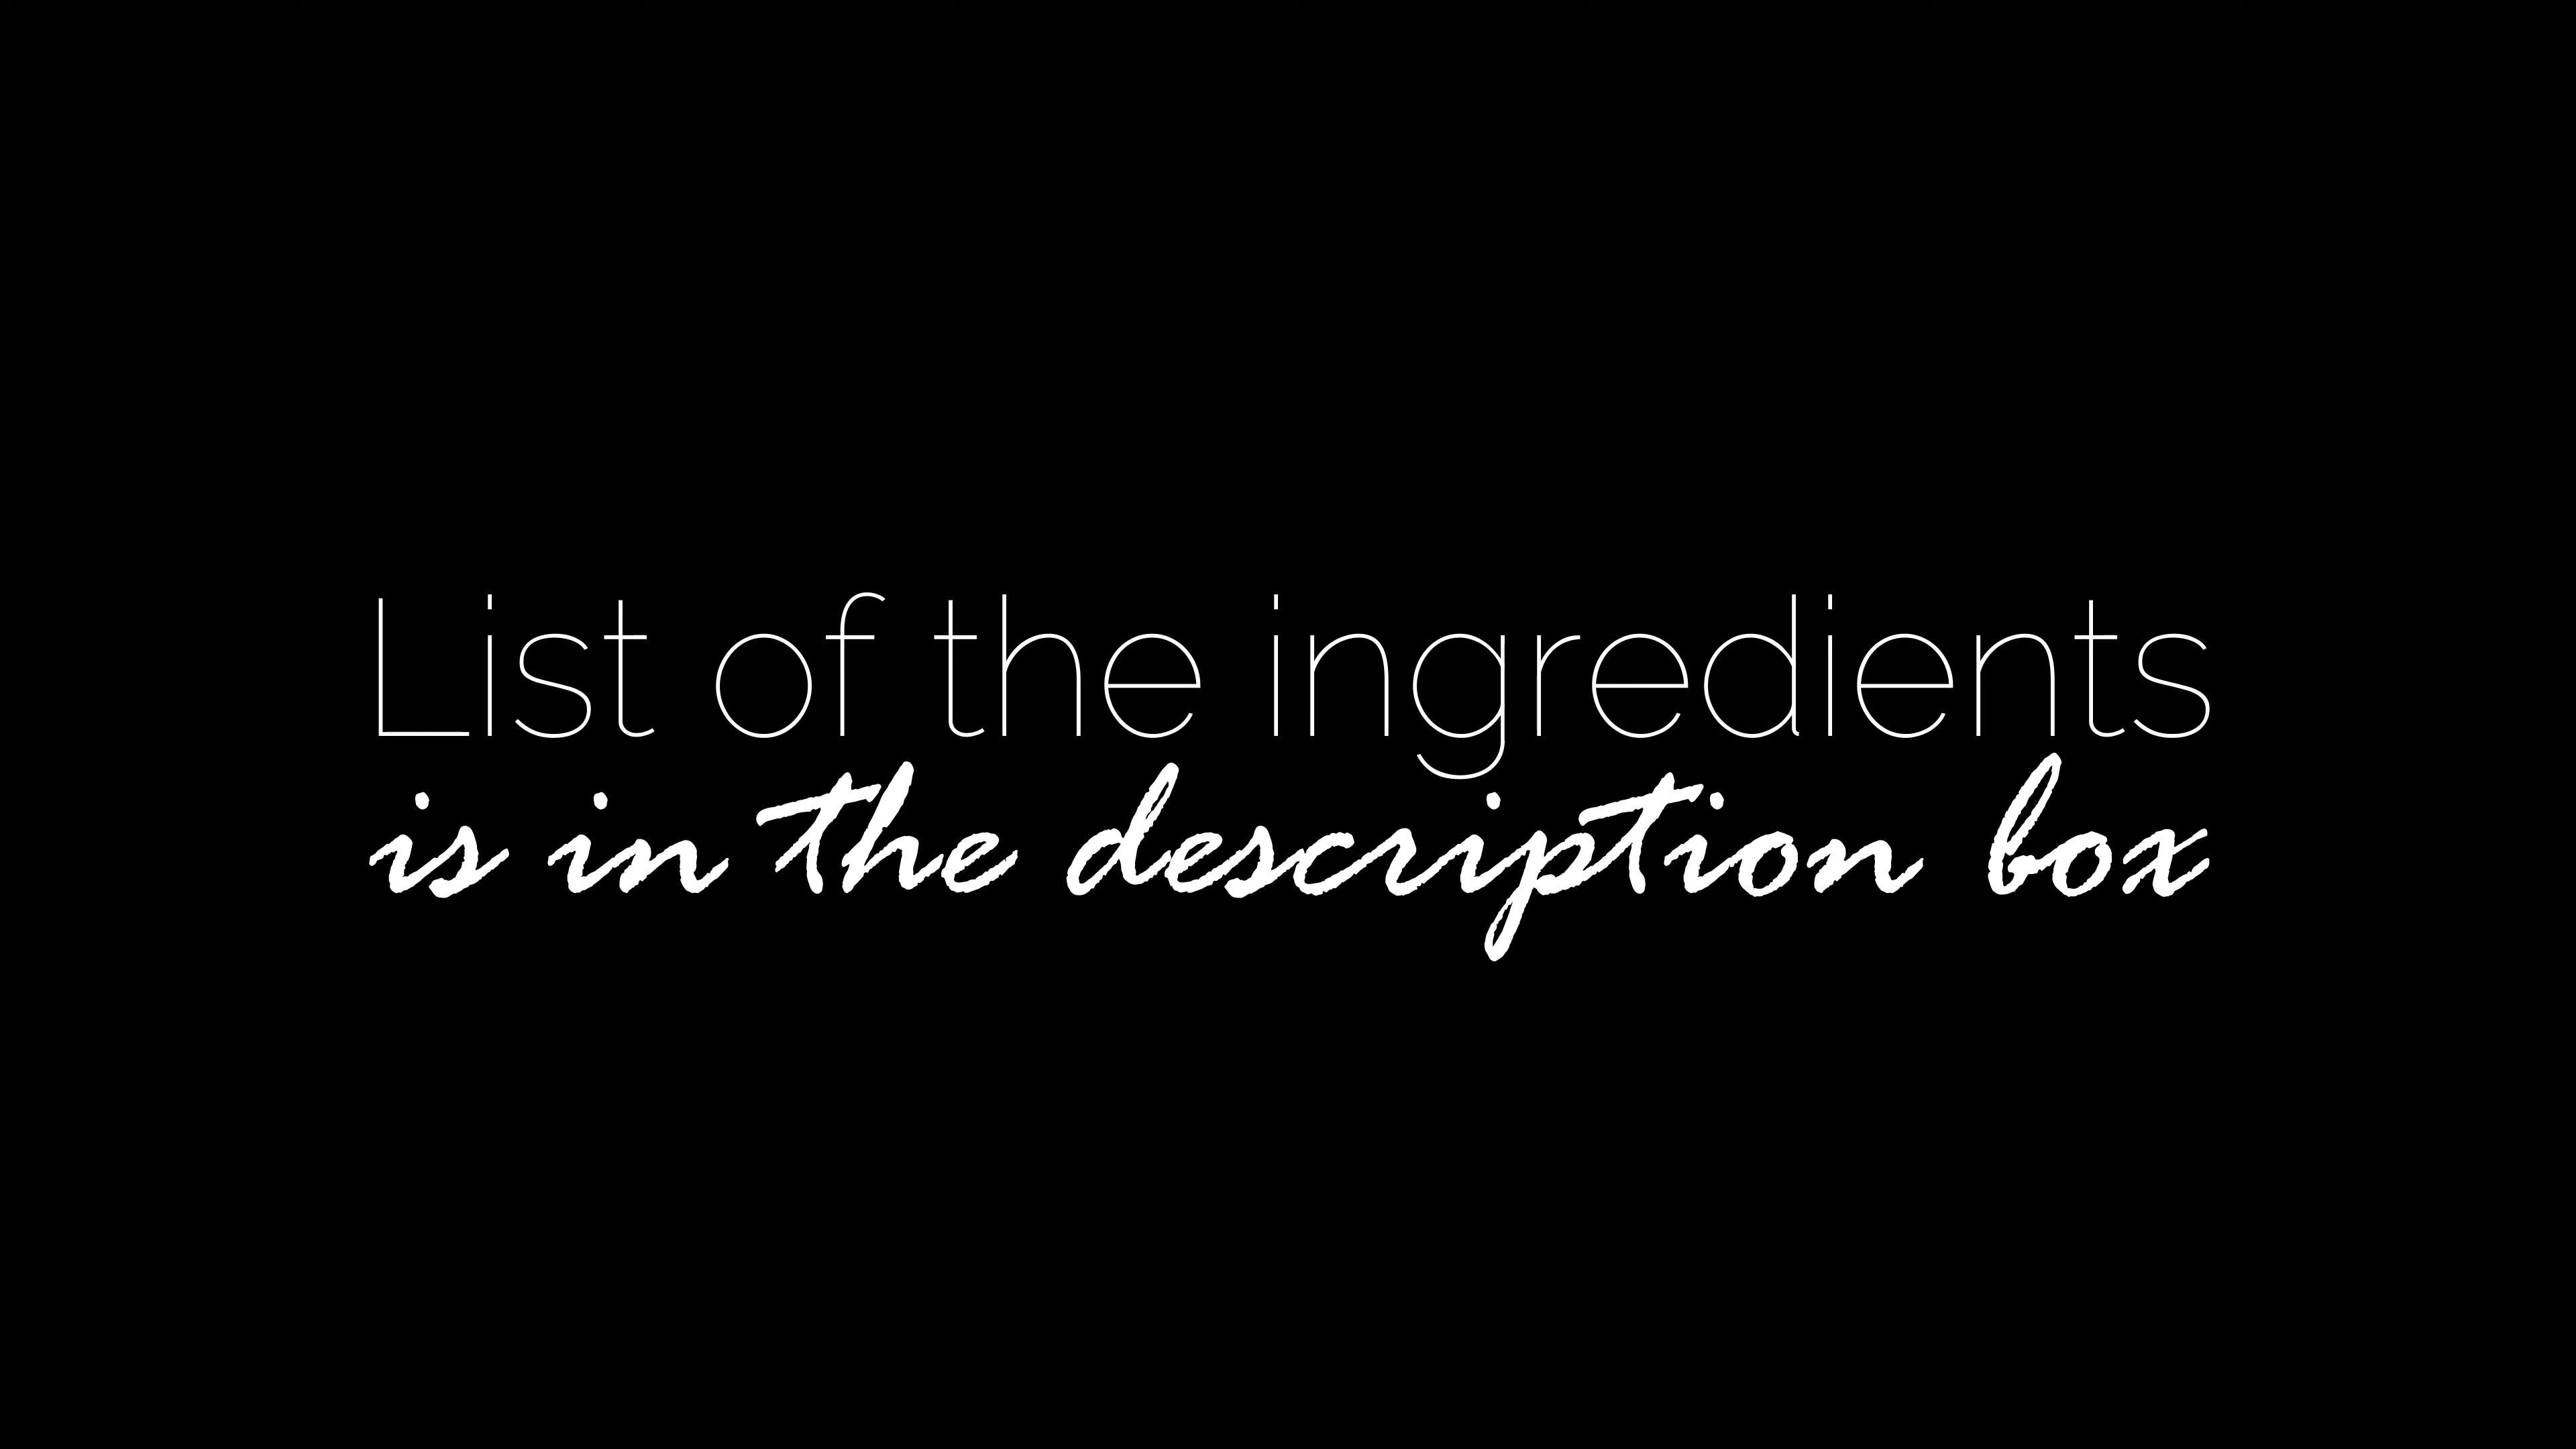 List of the ingredients
is in the description box